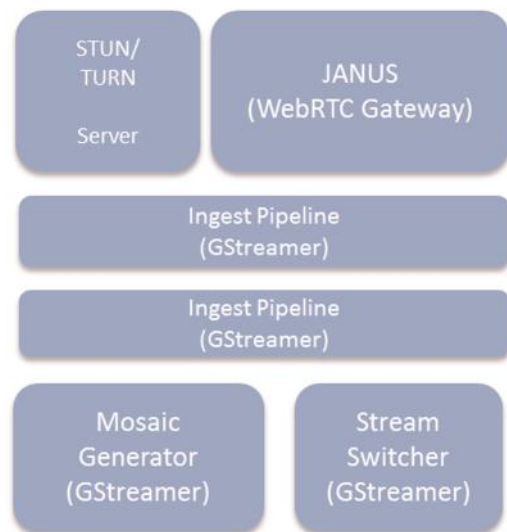 STUN/
TURN
Server
JANUS
(WebRTC Gateway)
Ingest Pipeline
(GStreamer)
Ingest Pipeline
(GStreamer)
Mosaic
Generator
(GStreamer)
Stream
Switcher
(GStreamer)